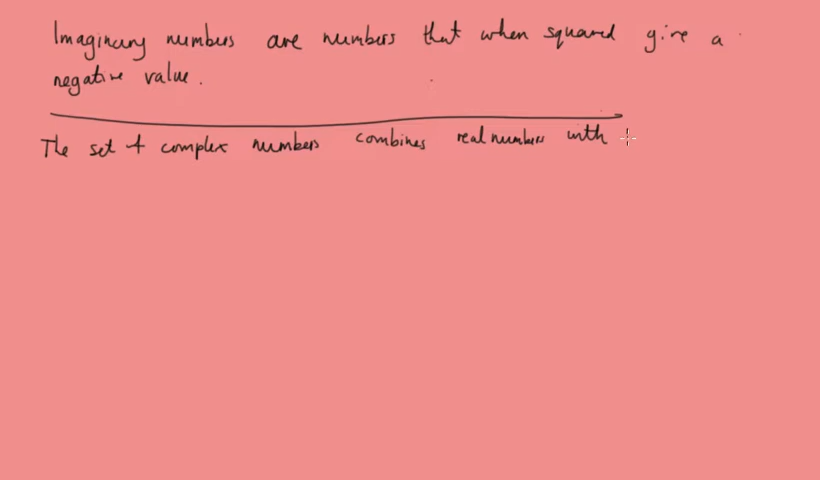 Imaginary numbers are numbers that when squared give a
negative value.
The set of complex numbers combines real numbers with